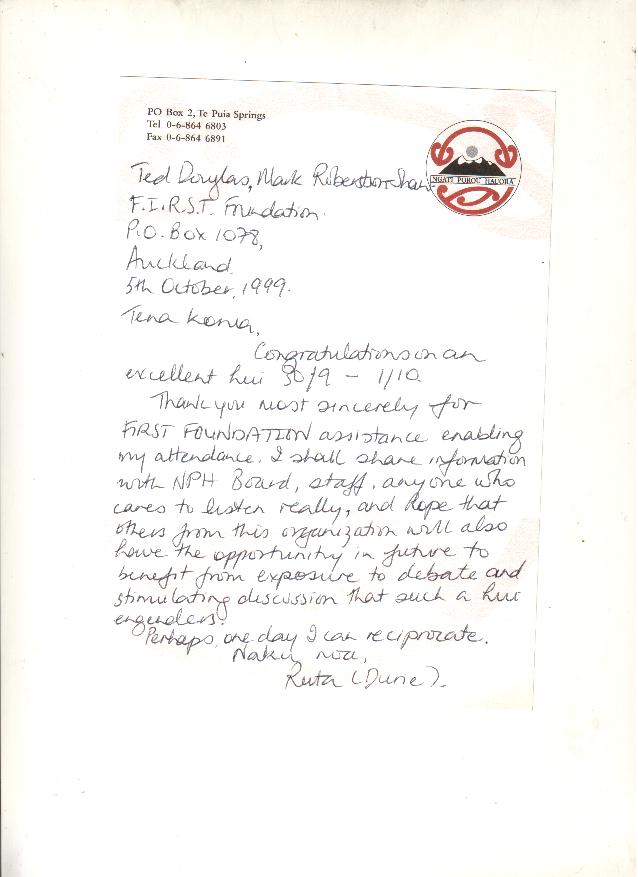 PO Box 2, Te Puia Springs
Tel 0-6-864 6803
Fax 0-6-864 6891
NGATI POROU HAUORA
Ted Douglas, Mark Robertson-Shaw
F.I.R.S.T. Foundation.
P.O. Box 1078,
Auckland.
5th October, 1999.
Tena Korua,
Congratulations on an
excellent hui 30/9 - 1/10.
Thank you most sincerely for
FIRST FOUNDATION assistance enabling
my attendance. I shall share information
with NPH Board, staff, anyone who
cares to listen really, and hope that
others from this organization will also
have the opportunity in future to
benefit from exposure to debate and
stimulating discussion that such a hui
engenders.
Perhaps, one day I can reciprocate.
Naku noa,
(Durie).